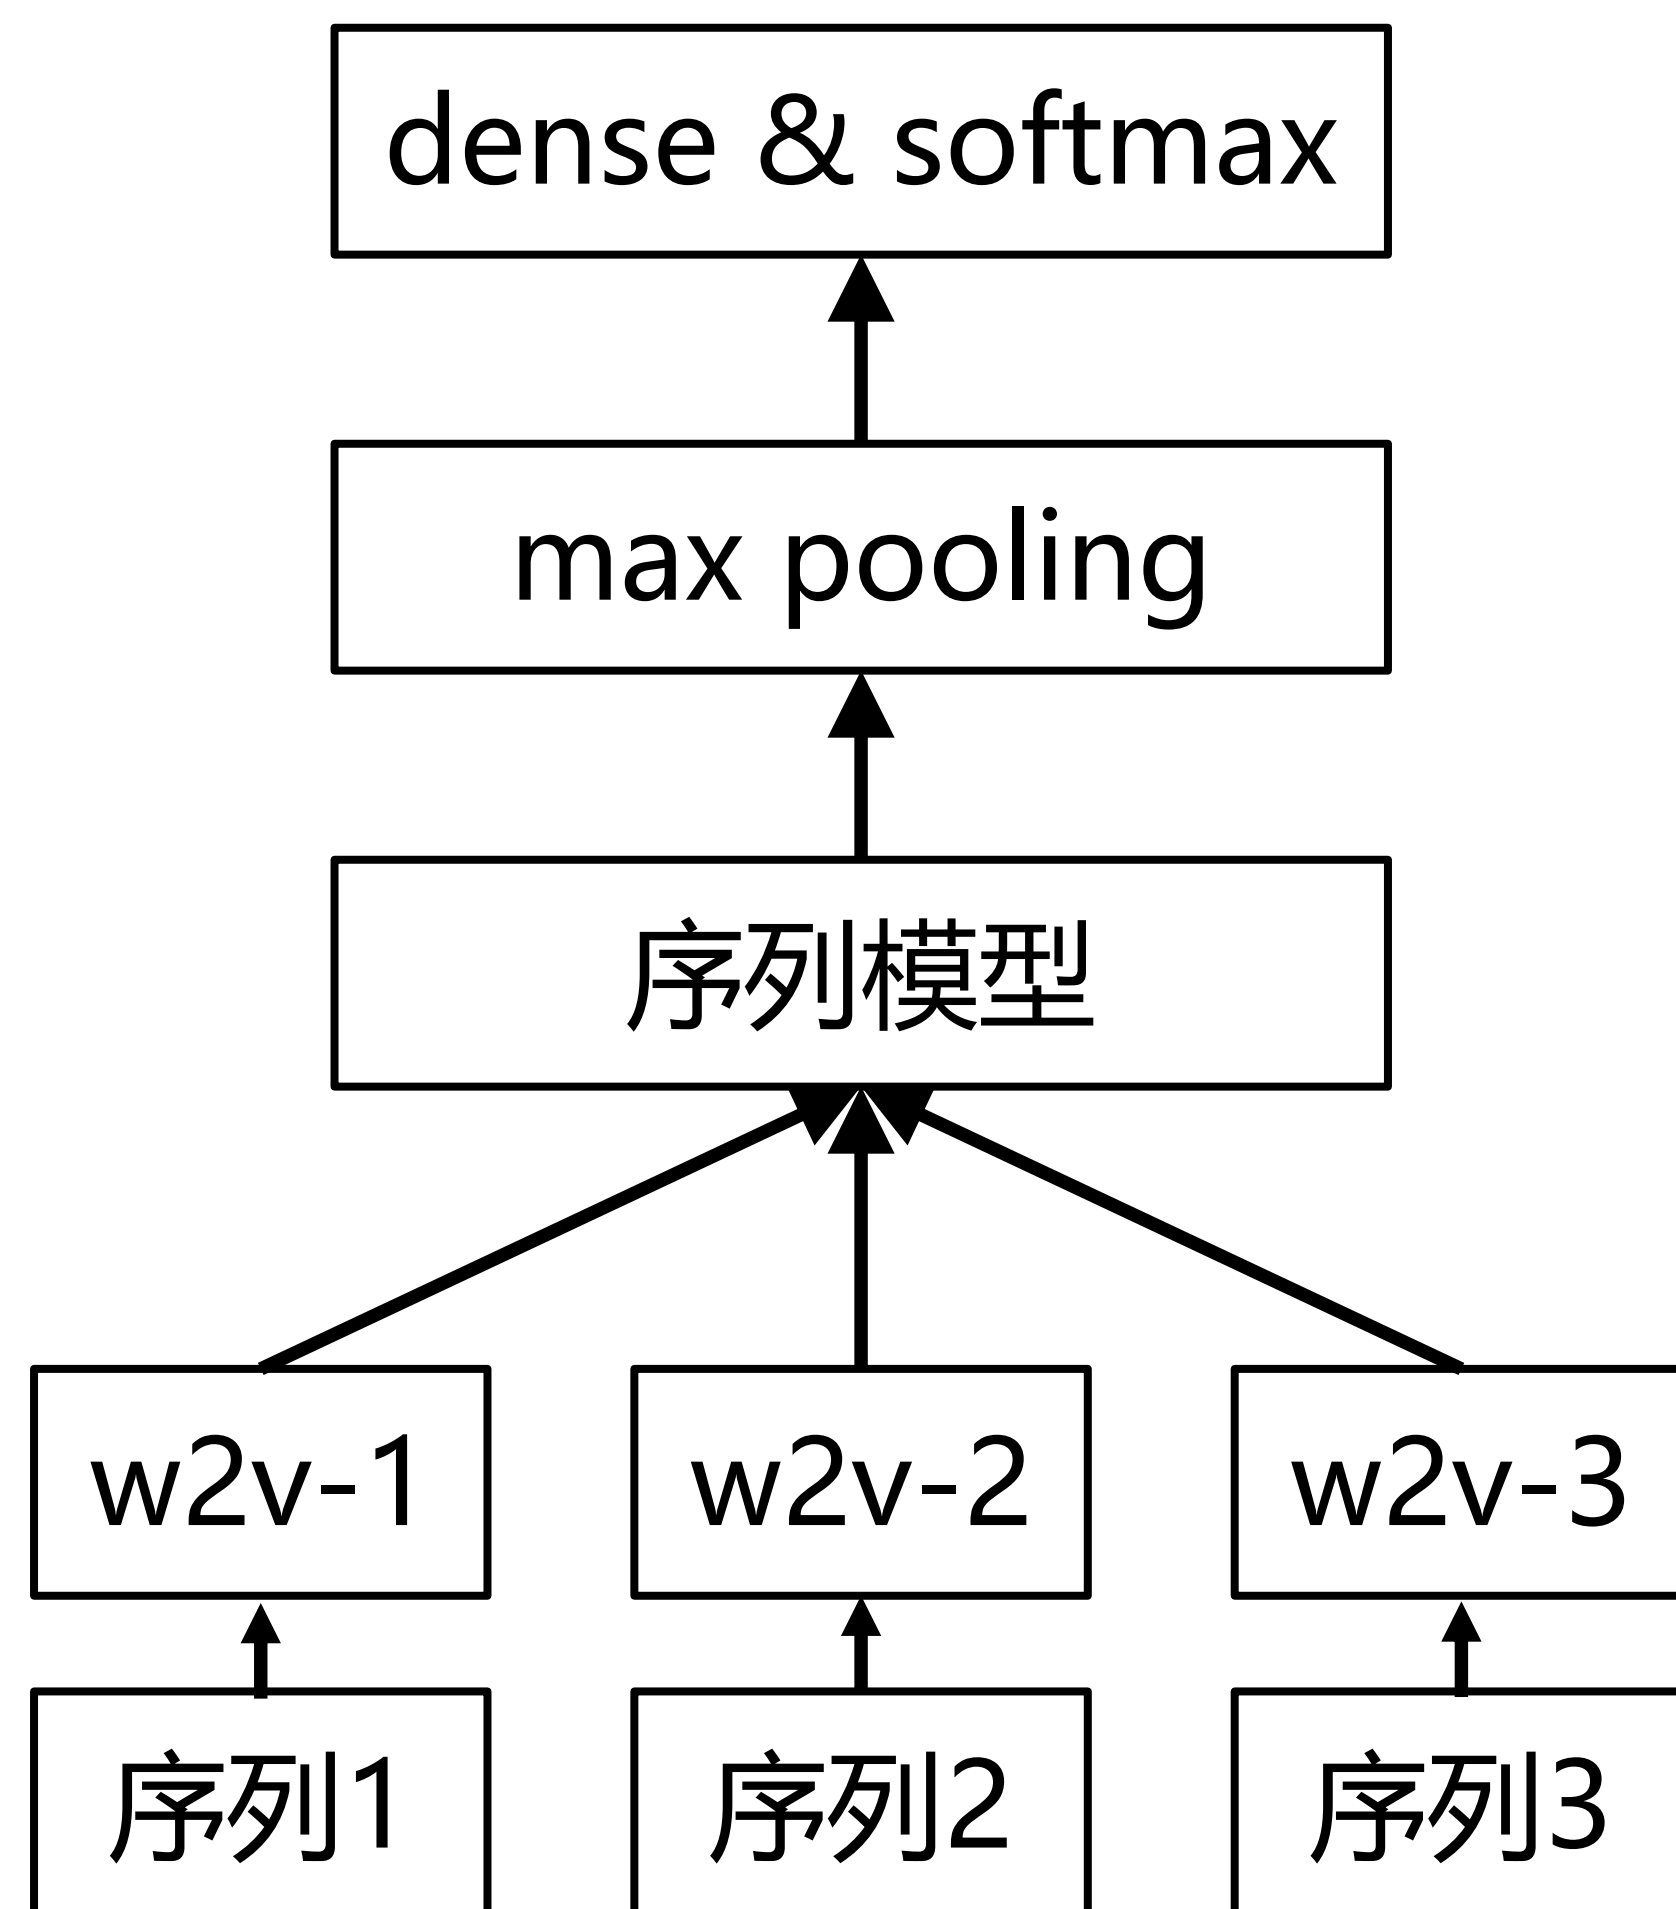 dense & softmax
max pooling
序列模型
w2v-1 w2v-2 w2v-3
序列1 序列2 序列3